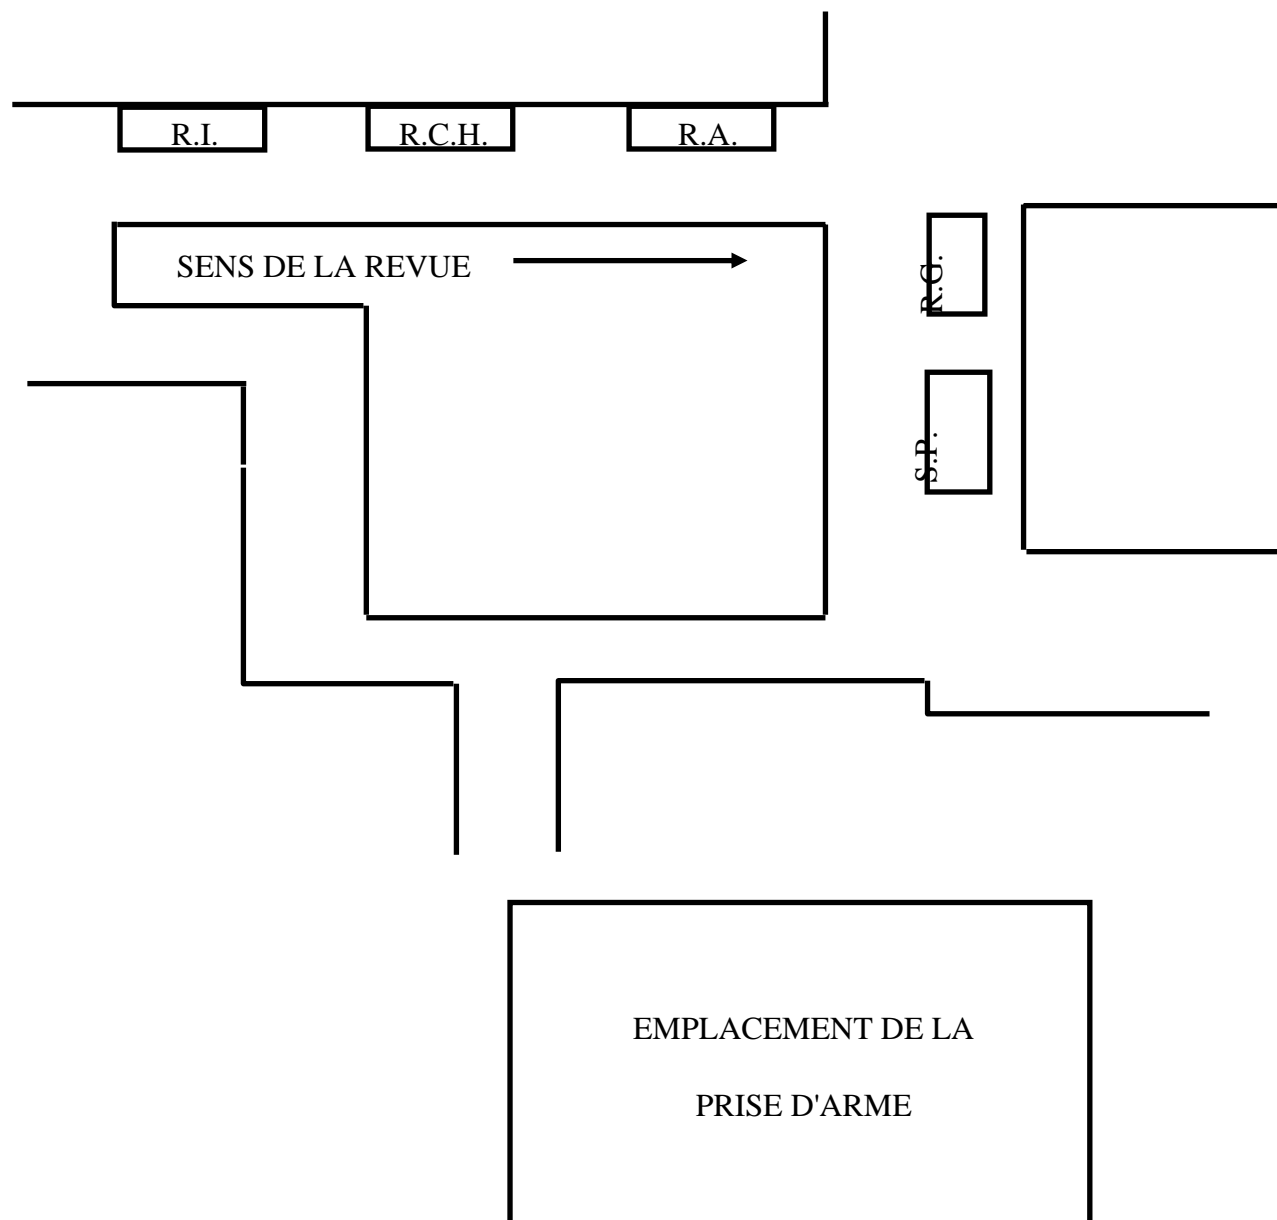 R.I.
R.C.H.
R.A.
SENS DE LA REVUE
R.G.
S.P.
EMPLACEMENT DE LA
PRISE D'ARME